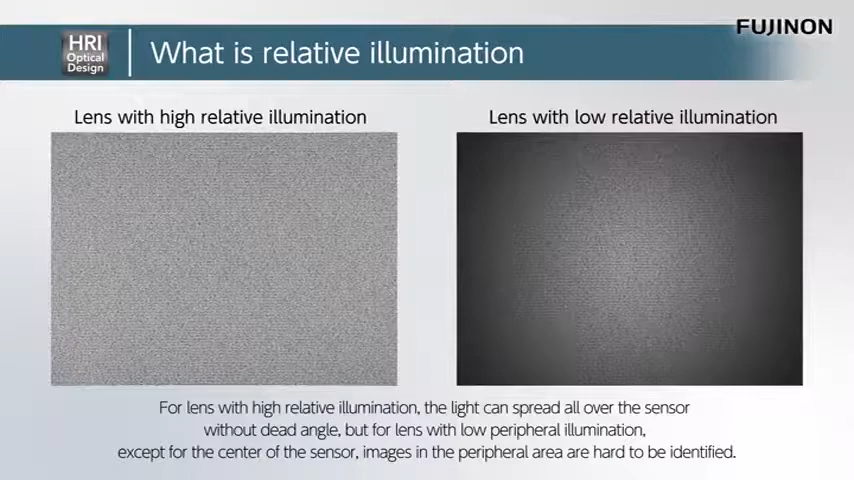 FUJINON
HRI
Optical
Design
What is relative illumination
Lens with high relative illumination
Lens with low relative illumination
For lens with high relative illumination, the light can spread all over the sensor
without dead angle, but for lens with low peripheral illumination,
except for the center of the sensor, images in the peripheral area are hard to be identified.